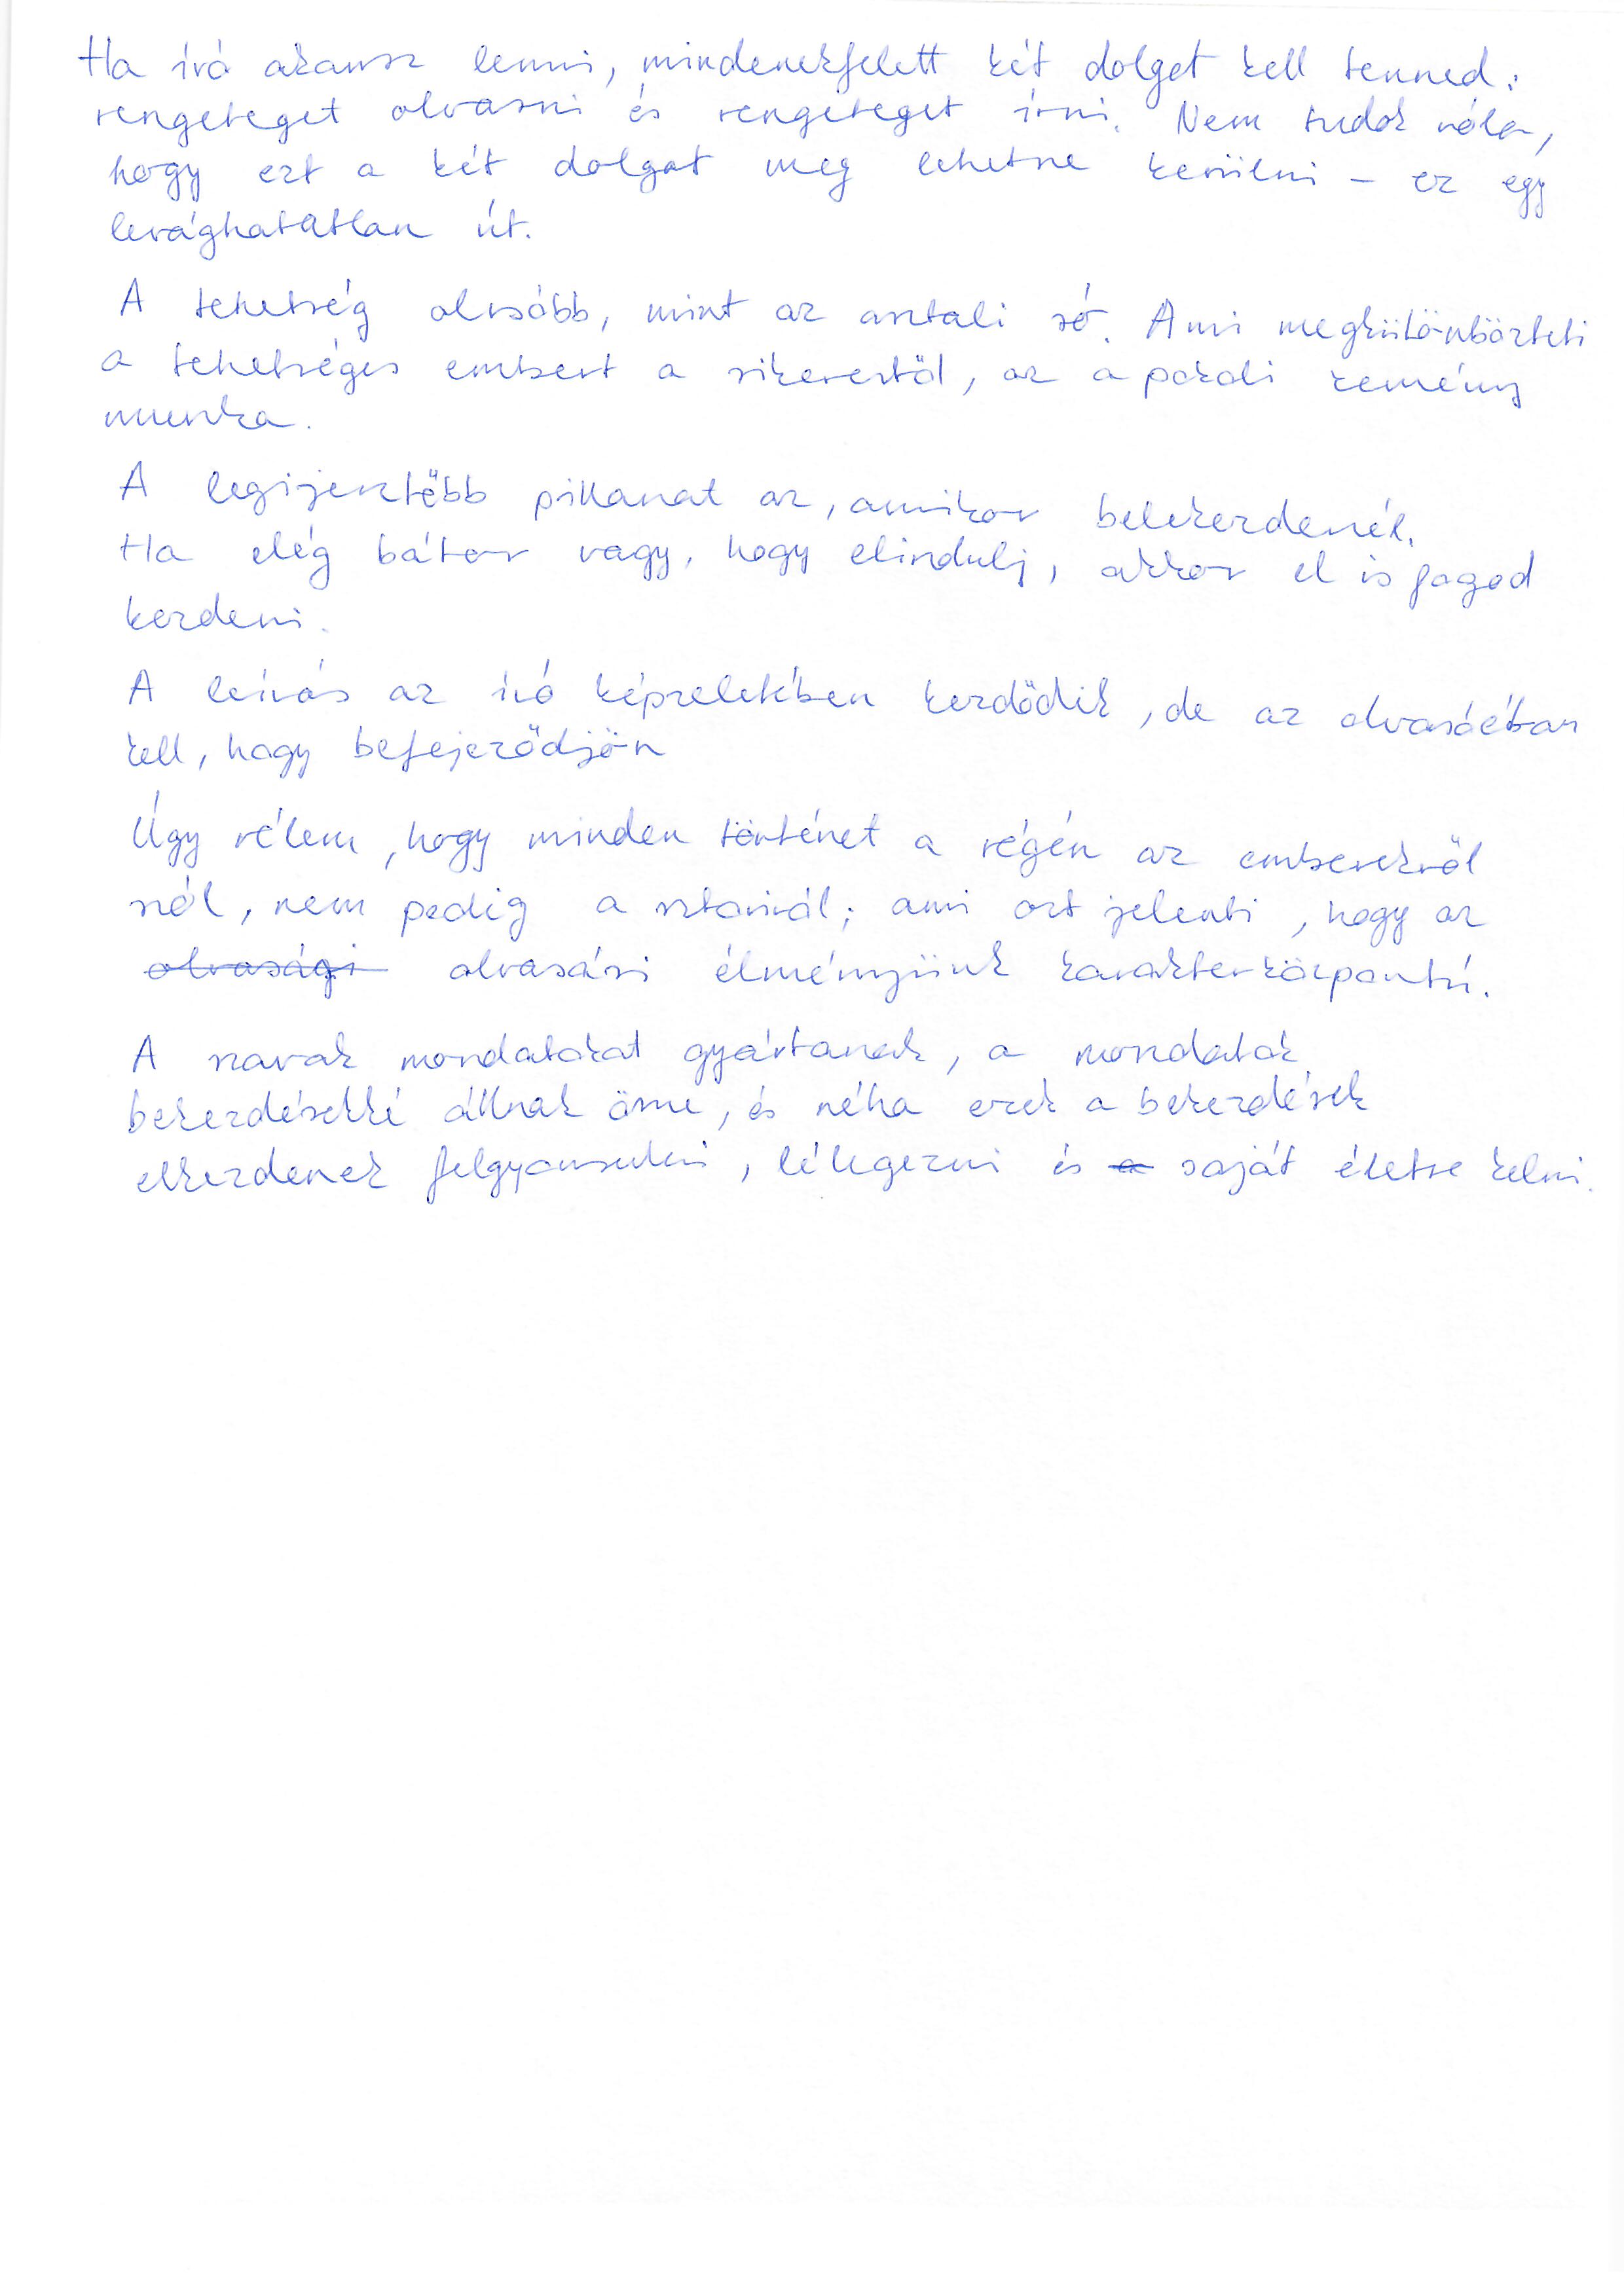 Ha író akarsz lenni, mindenekfelett két dolgot kell tenned:
rengeteget olvasni és rengeteget írni. Nem tudok róla,
hogy ezt a két dolgot meg lehetne kerülni – ez egy
levághatatlan út.
A tehetség olcsóbb, mint az asztali só. Ami megkülönbözteti
a tehetséges embert a sikerestől, az a pokoli kemény
munka.
A legijesztőbb pillanat az, amikor belekezdenél.
Ha elég bátor vagy, hogy elindulj, akkor el is fogod
kezdeni.
A leírás az író képzeletében kezdődik, de az olvasóéban
kell, hogy befejeződjön
Úgy vélem, hogy minden történet a végén az emberekről
szól, nem pedig a sztoriról; ami azt jelenti, hogy az
olvasági olvasási élményünk karakterközpontú.
A szavak mondatokat gyártanak, a mondatok
bekezdésekké állnak össze, és néha ezek a bekezdések
elkezdenek felgyorsulni, lélegezni és a saját életre kelni.